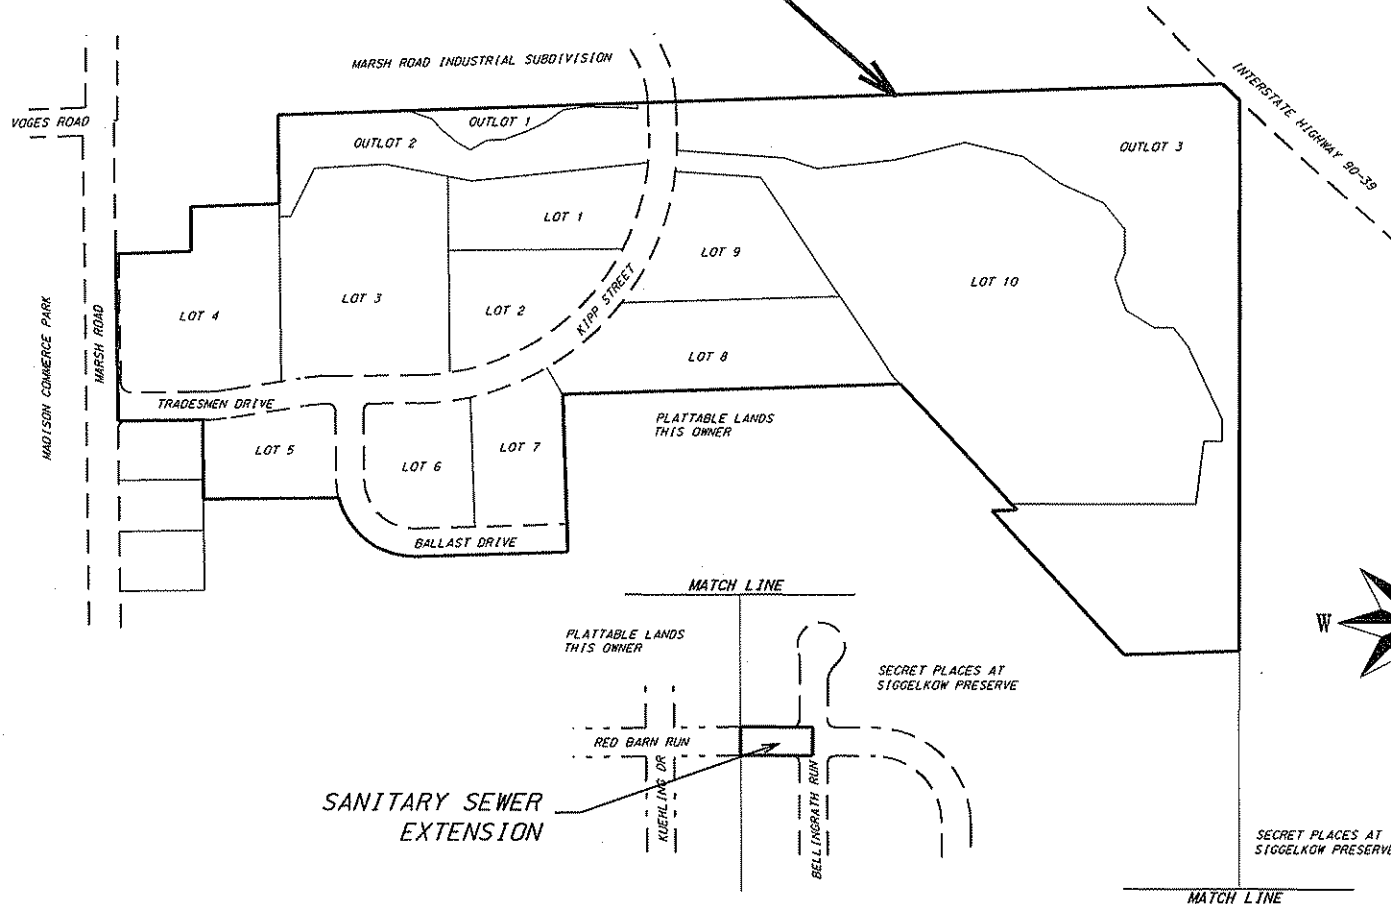 MARSH ROAD INDUSTRIAL SUBDIVISION
INTERSTATE HIGHWAY 90-39
VOGES ROAD
OUTLOT 1
OUTLOT 2
OUTLOT 3
LOT 1
LOT 9
LOT 10
KIPP STREET
LOT 3
LOT 2
LOT 4
MADISON COMMERCE PARK
MARSH ROAD
LOT 8
TRADESMEN DRIVE
PLATTABLE LANDS
THIS OWNER
LOT 5
LOT 6
LOT 7
BALLAST DRIVE
MATCH LINE
W
PLATTABLE LANDS
THIS OWNER
SECRET PLACES AT
SIGGELKOW PRESERVE
RED BARN RUN
KUEHLING DR
BELLINGRATH RUN
SANITARY SEWER
EXTENSION
SECRET PLACES AT
SIGGELKOW PRESERVE
MATCH LINE